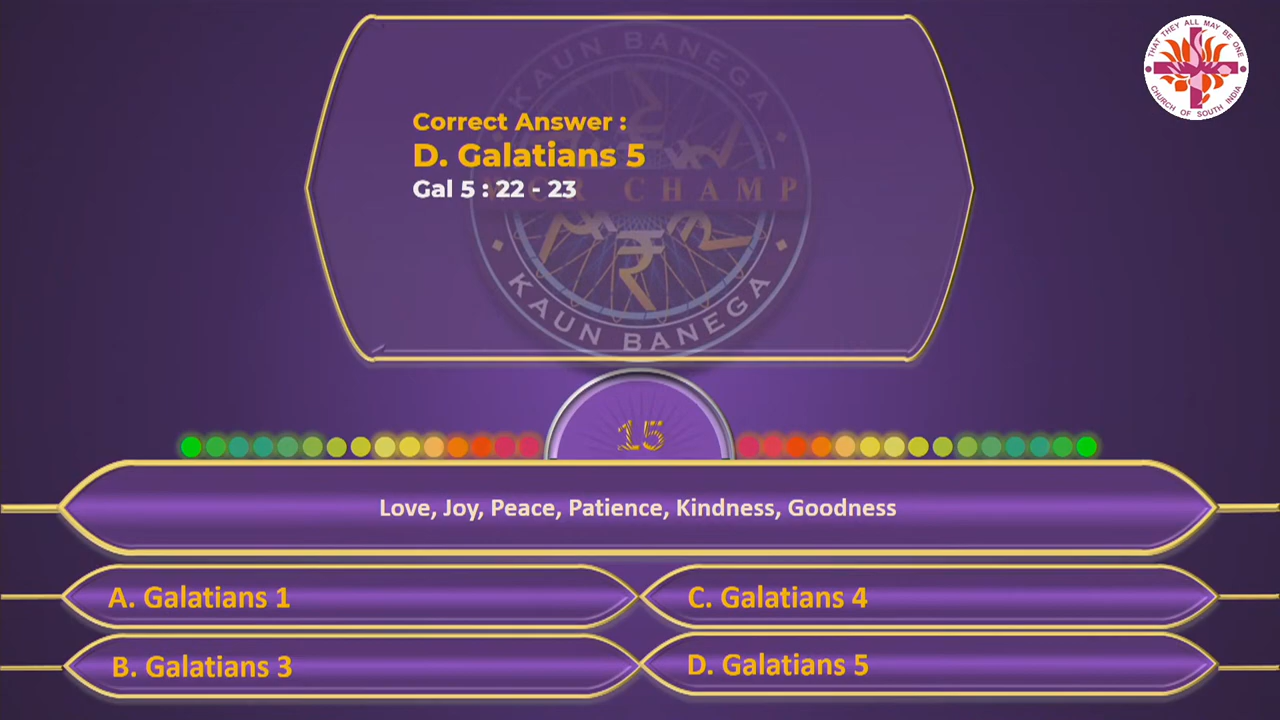 THAT THEY ALL MAY BE ONE
CHURCH OF SOUTH INDIA
KAUN BANEGA
Correct Answer :
D. Galatians 5
Gal 5 : 22 - 23
CHAMP
KAUN BANEGA
15
Love, Joy, Peace, Patience, Kindness, Goodness
A. Galatians 1
C. Galatians 4
B. Galatians 3
D. Galatians 5